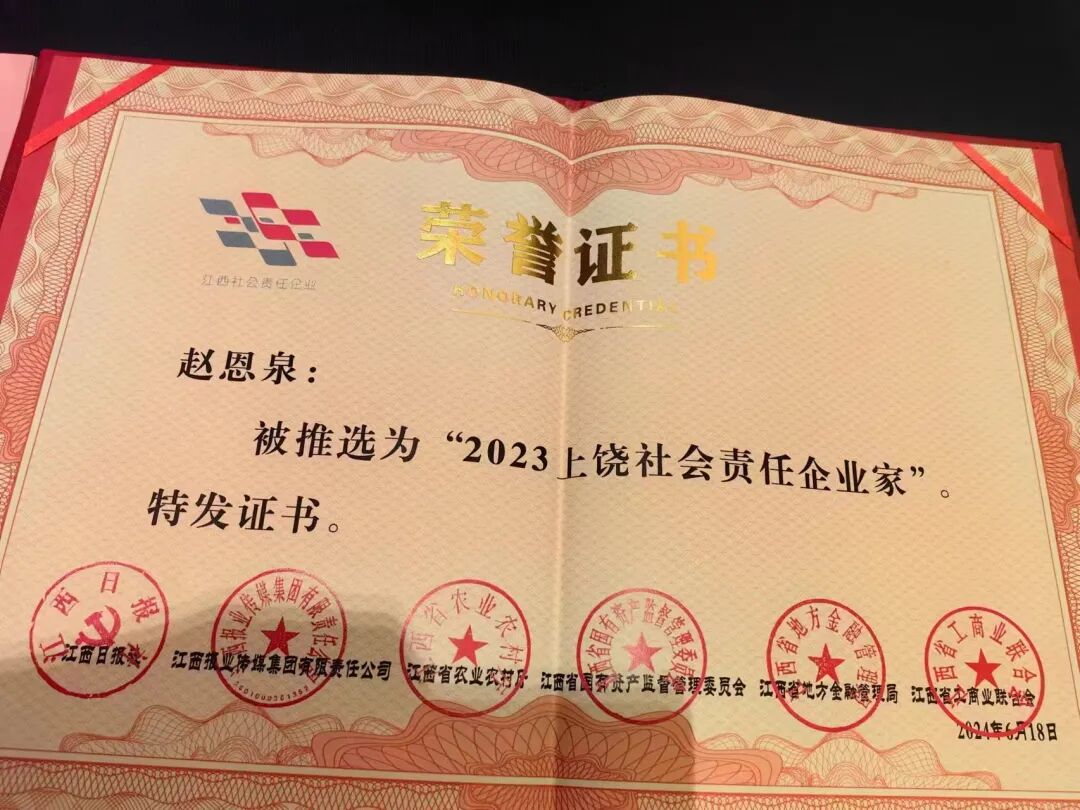 江西社会责任企业
荣誉证书
HONORARY CREDENTIAL
赵恩泉：
被推选为“2023上饶社会责任企业家”。
特发证书。
江西日报社
江西报业传媒集团有限责任公司
江西省农业农村厅
江西省国有资产监督管理委员会
江西省地方金融管理局
江西省工商业联合会
2024年6月18日